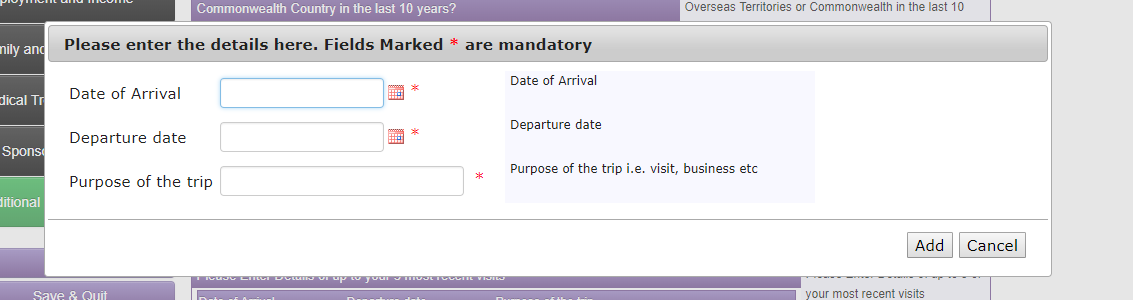 ployment and Income
Commonwealth Country in the last 10 years?
Overseas Territories or Commonwealth in the last 10
Please enter the details here. Fields Marked * are mandatory
mily and
Date of Arrival *
Date of Arrival
dical Tr
Departure date *
Departure date
Sponso
Purpose of the trip *
Purpose of the trip i.e. visit, business etc
ditional
Add Cancel
Please Enter Details of up to your 5 most recent visits
Please Enter Details of up to 5 of
your most recent visits
Save & Quit
Date of Arrival Departure date Purpose of the trip